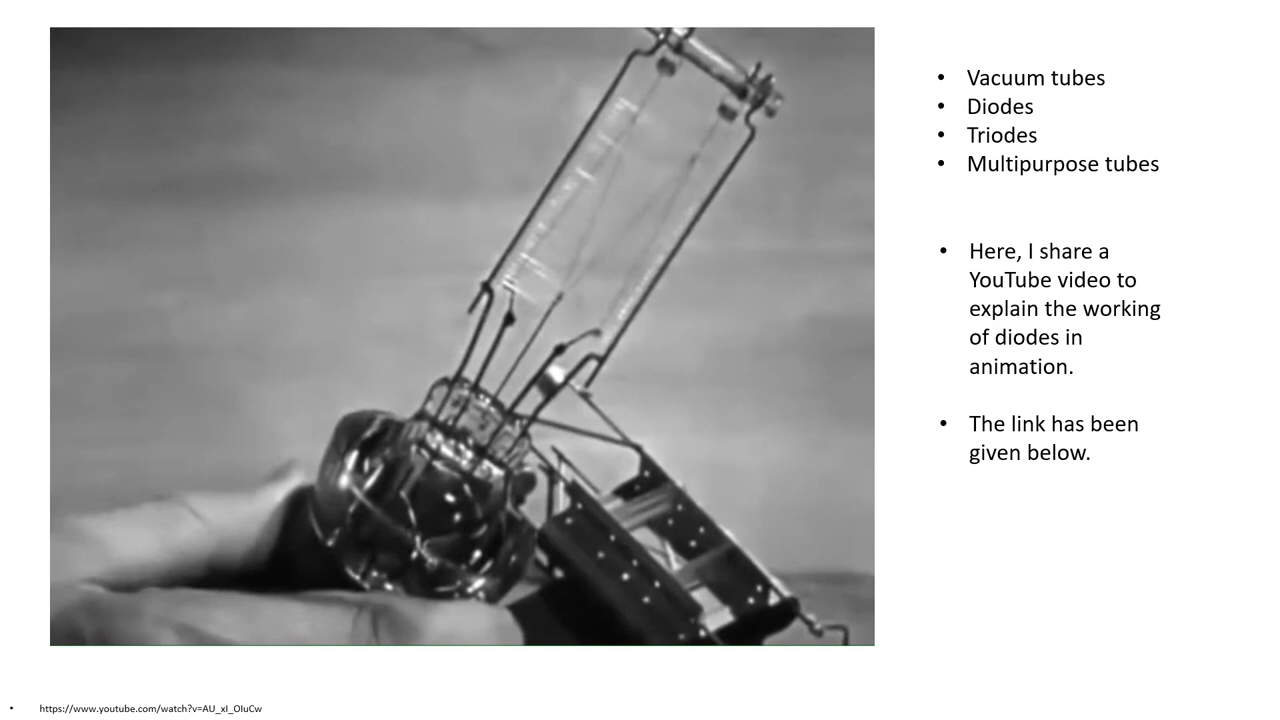 • Vacuum tubes
• Diodes
• Triodes
• Multipurpose tubes
• Here, I share a
YouTube video to
explain the working
of diodes in
animation.
• The link has been
given below.
• https://www.youtube.com/watch?v=AU_xI_OIuCw